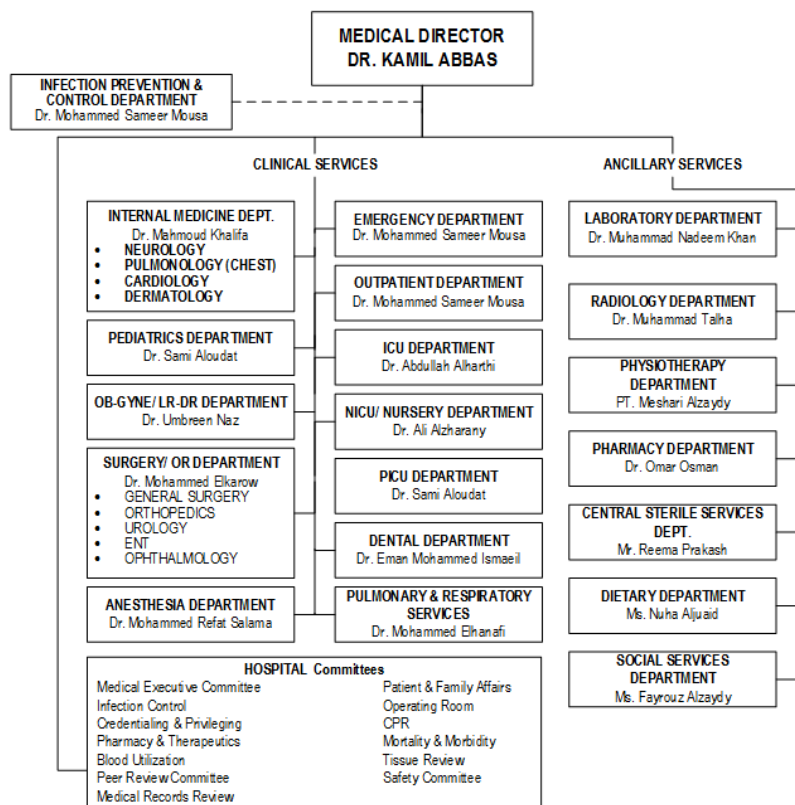 MEDICAL DIRECTOR
DR. KAMIL ABBAS
INFECTION PREVENTION &
CONTROL DEPARTMENT
Dr. Mohammed Sameer Mousa
CLINICAL SERVICES
ANCILLARY SERVICES
INTERNAL MEDICINE DEPT.
Dr. Mahmoud Khalifa
• NEUROLOGY
• PULMONOLOGY (CHEST)
• CARDIOLOGY
• DERMATOLOGY
PEDIATRICS DEPARTMENT
Dr. Sami Aloudat
OB-GYNE/ LR-DR DEPARTMENT
Dr. Umbreen Naz
SURGERY/ OR DEPARTMENT
Dr. Mohammed Elkarow
• GENERAL SURGERY
• ORTHOPEDICS
• UROLOGY
• ENT
• OPHTHALMOLOGY
ANESTHESIA DEPARTMENT
Dr. Mohammed Refat Salama
EMERGENCY DEPARTMENT
Dr. Mohammed Sameer Mousa
OUTPATIENT DEPARTMENT
Dr. Mohammed Sameer Mousa
ICU DEPARTMENT
Dr. Abdullah Alharthi
NICU/ NURSERY DEPARTMENT
Dr. Ali Alzharany
PICU DEPARTMENT
Dr. Sami Aloudat
DENTAL DEPARTMENT
Dr. Eman Mohammed Ismaeil
PULMONARY & RESPIRATORY
SERVICES
Dr. Mohammed Elhanafi
LABORATORY DEPARTMENT
Dr. Muhammad Nadeem Khan
RADIOLOGY DEPARTMENT
Dr. Muhammad Talha
PHYSIOTHERAPY
DEPARTMENT
PT. Meshari Alzaydy
PHARMACY DEPARTMENT
Dr. Omar Osman
CENTRAL STERILE SERVICES
DEPT.
Mr. Reema Prakash
DIETARY DEPARTMENT
Ms. Nuha Aljuaid
SOCIAL SERVICES
DEPARTMENT
Ms. Fayrouz Alzaydy
HOSPITAL Committees
Medical Executive Committee
Infection Control
Credentialing & Privileging
Pharmacy & Therapeutics
Blood Utilization
Peer Review Committee
Medical Records Review
Patient & Family Affairs
Operating Room
CPR
Mortality & Morbidity
Tissue Review
Safety Committee